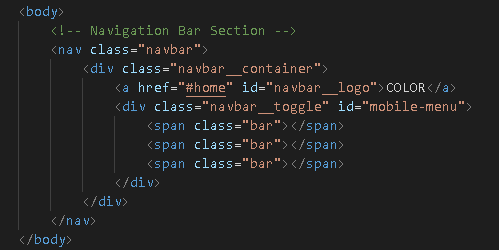 <body>
<!-- Navigation Bar Section -->
<nav class="navbar">
<div class="navbar__container">
<a href="#home" id="navbar__logo">COLOR</a>
<div class="navbar__toggle" id="mobile-menu">
<span class="bar"></span>
<span class="bar"></span>
<span class="bar"></span>
</div>
</div>
</nav>
</body>